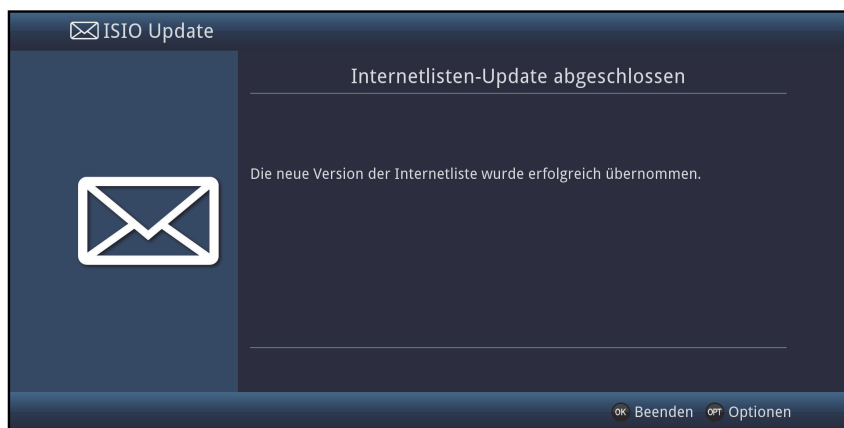 ISIO Update
Internetlisten-Update abgeschlossen
Die neue Version der Internetliste wurde erfolgreich übernommen.
OK Beenden OPT Optionen